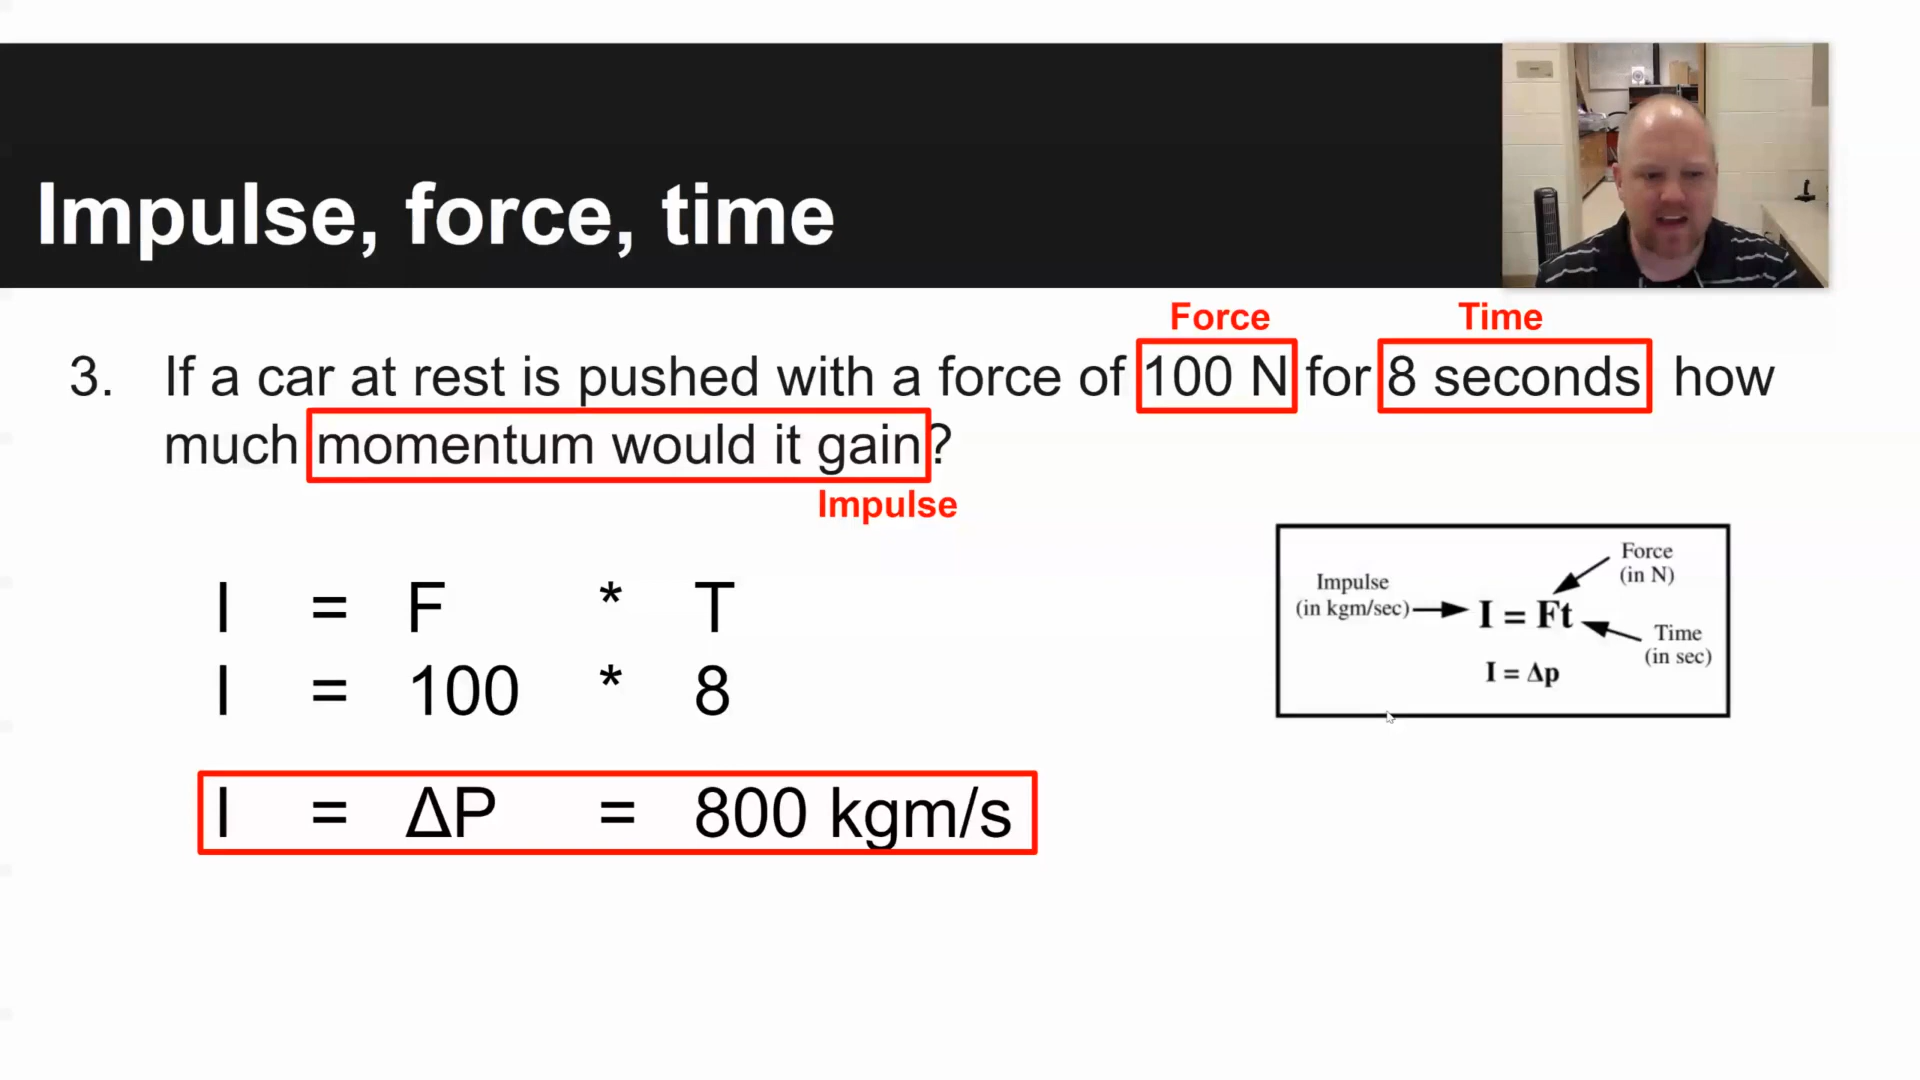 Impulse, force, time
Force
Time
3. If a car at rest is pushed with a force of 100 N for 8 seconds how
much momentum would it gain?
Impulse
I = F * T
I = 100 * 8
I = ΔP = 800 kgm/s
Force
(in N)
Impulse
(in kgm/sec)
I = Ft
Time
(in sec)
I = Δp